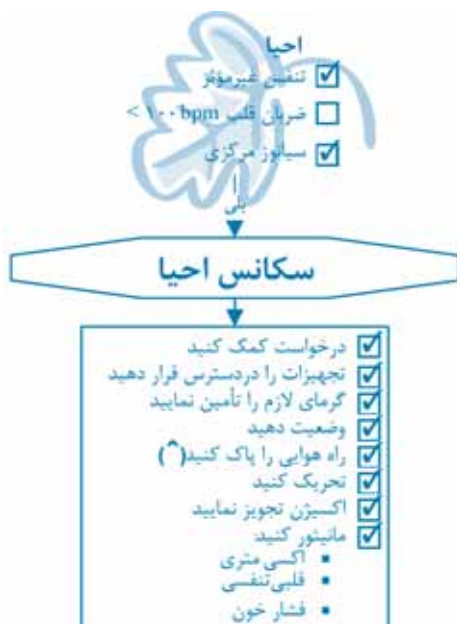 احیا
☑ تنفس غیرمؤثر
☐ ضربان قلب ۱۰۰bpm >
☑ سیانوز مرکزی
بلی
سکانس احیا
☑ درخواست کمک کنید
☑ تجهیزات را دردسترس قرار دهید
☑ گرمای لازم را تأمین نمایید
☑ وضعیت دهید
☑ راه هوایی را پاک کنید(^)
☑ تحریک کنید
☑ اکسیژن تجویز نمایید
☑ مانیتور کنید:
▪ اکسی متری
▪ قلبی‌تنفسی
▪ فشار خون